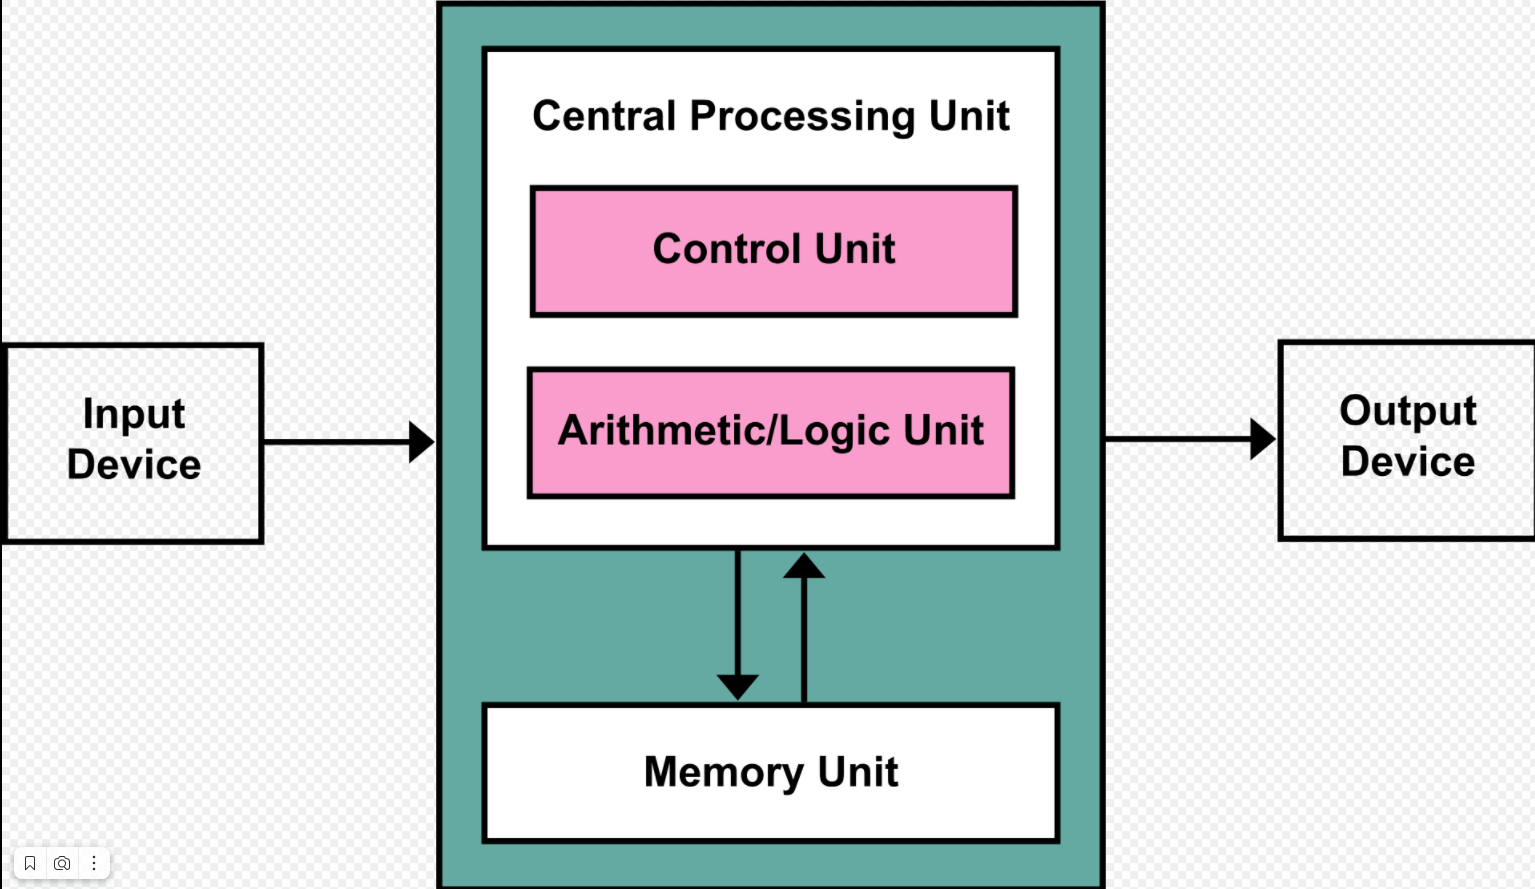 Central Processing Unit
Control Unit
Arithmetic/Logic Unit
Input
Device
Output
Device
Memory Unit